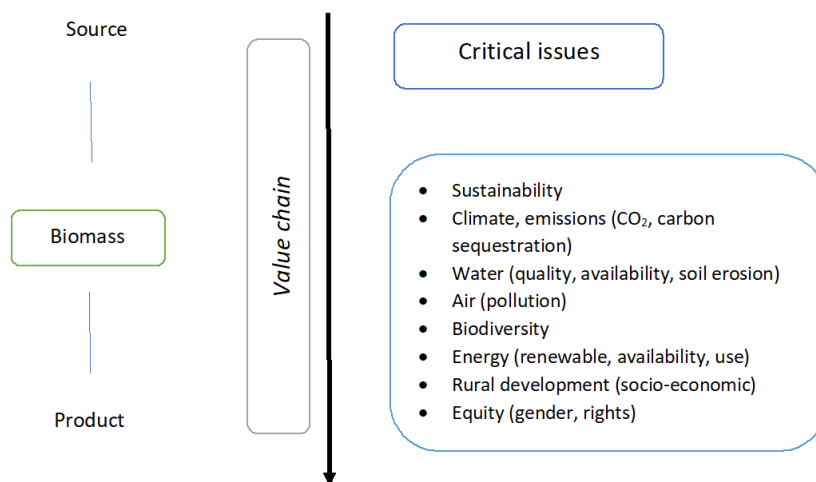 Source
Biomass
Product
Value chain
Critical issues
• Sustainability
• Climate, emissions (CO₂, carbon
sequestration)
• Water (quality, availability, soil erosion)
• Air (pollution)
• Biodiversity
• Energy (renewable, availability, use)
• Rural development (socio-economic)
• Equity (gender, rights)